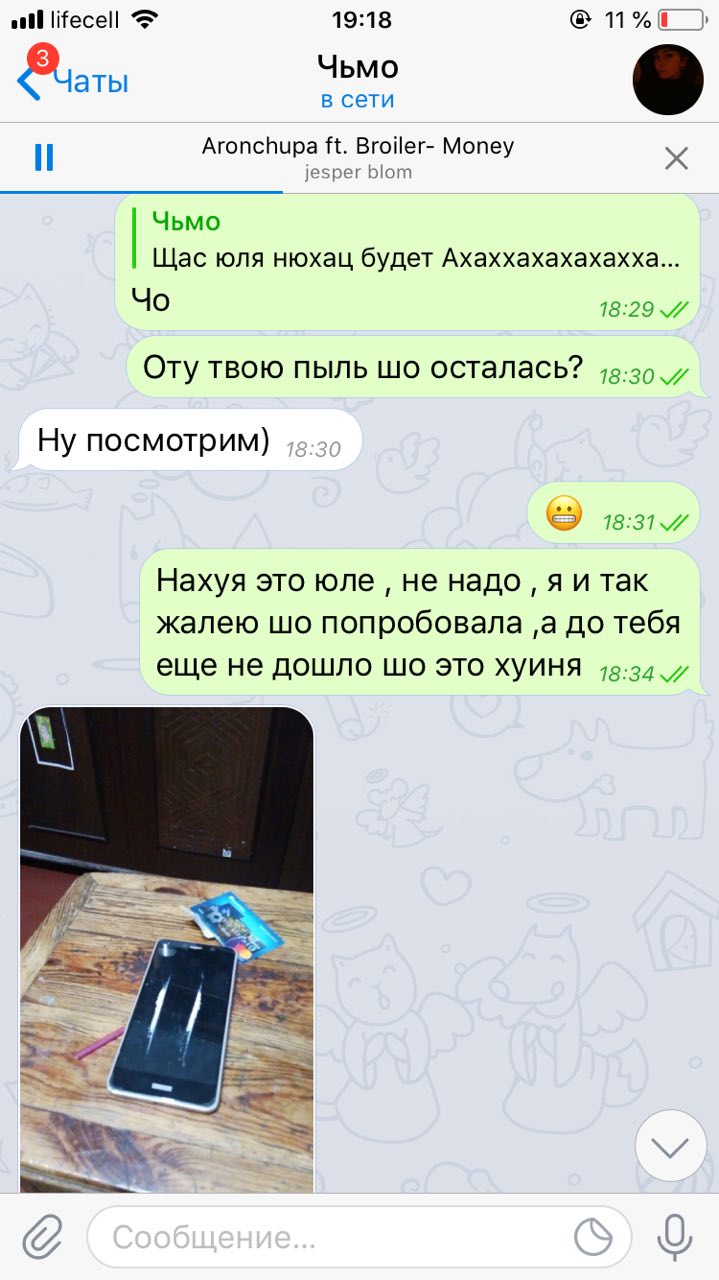 lifecell 19:18 11 %
3
Чаты
Чьмо
в сети
Aronchupa ft. Broiler- Money
jesper blom
Чьмо
Щас юля нюхац будет Ахаххахахахахха...
Чо
18:29
Оту твою пыль шо осталась? 18:30
Ну посмотрим) 18:30
18:31
Нахуя это юле , не надо , я и так
жалею шо попробовала ,а до тебя
еще не дошло шо это хуиня 18:34
Сообщение...